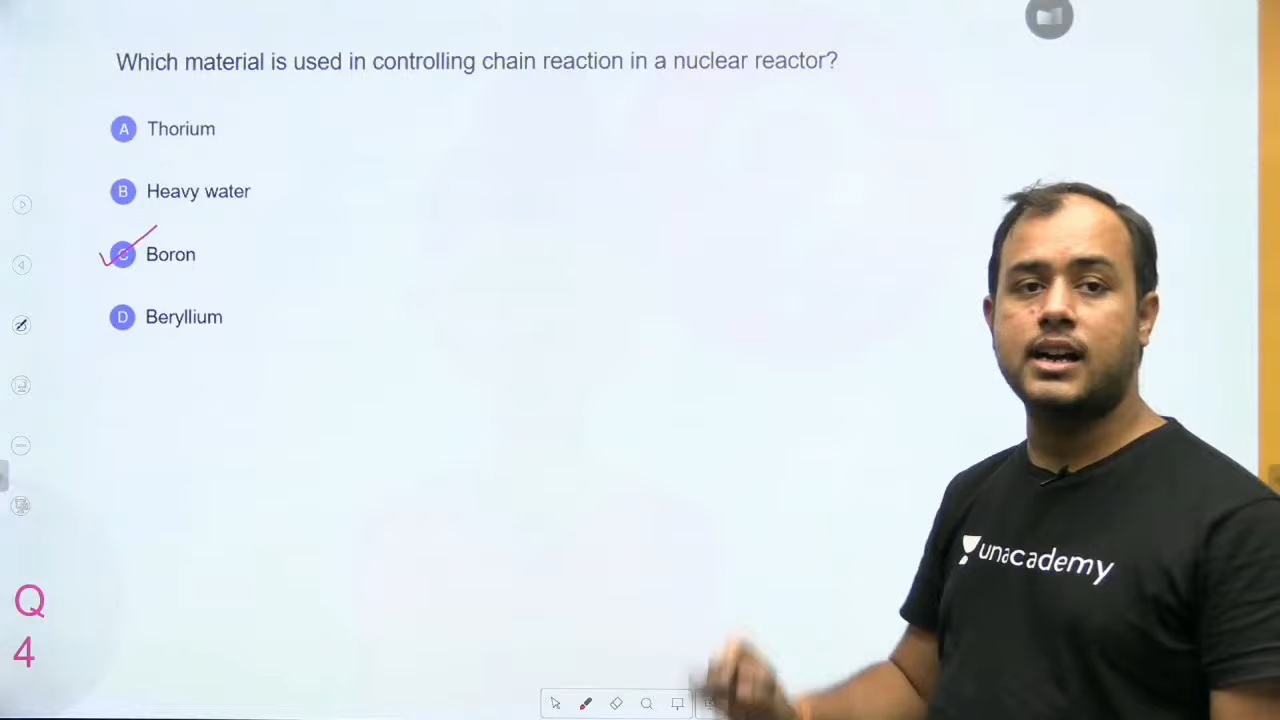 Which material is used in controlling chain reaction in a nuclear reactor?
A Thorium
B Heavy water
C Boron
D Beryllium
unacademy
Q
4